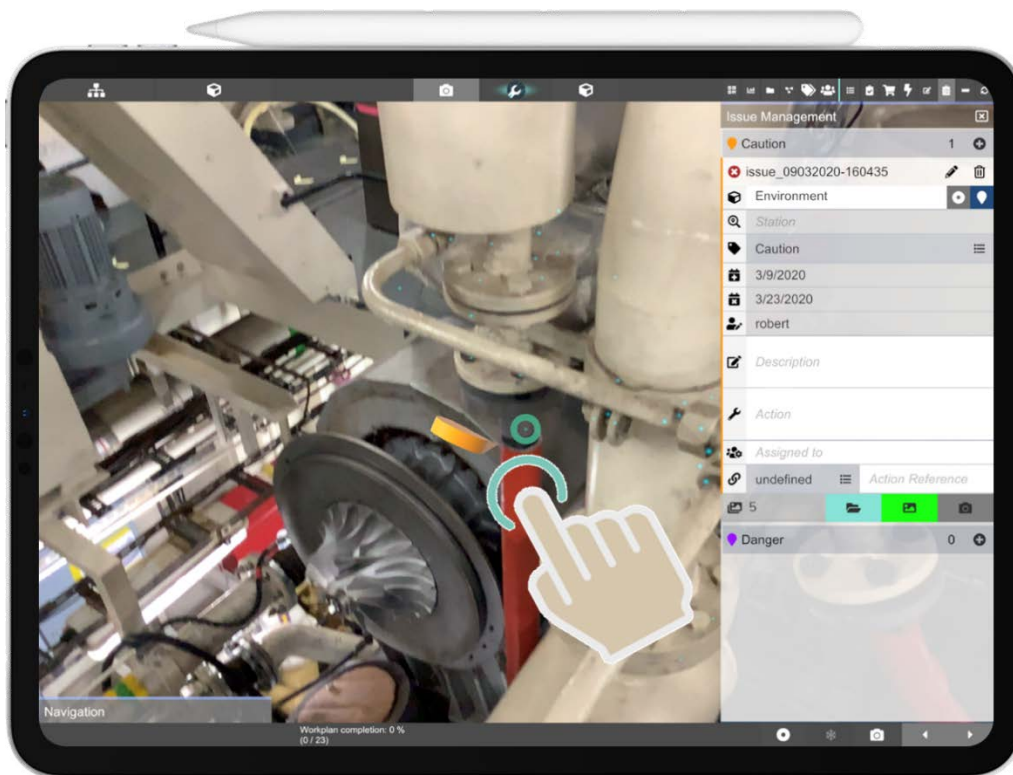 Issue Management
Caution 1
issue_09032020-160435
Environment
Station
Caution
3/9/2020
3/23/2020
robert
Description
Action
Assigned to
undefined Action Reference
5
Danger 0
Navigation
Workplan completion: 0 %
(0 / 23)